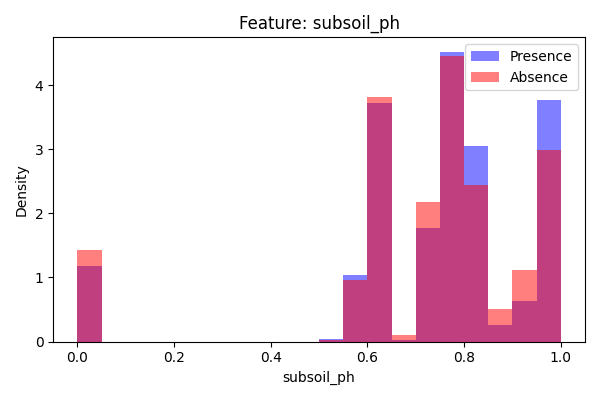 Feature: subsoil_ph
Presence
Absence
Density
4
3
2
1
0
0.0 0.2 0.4 0.6 0.8 1.0
subsoil_ph